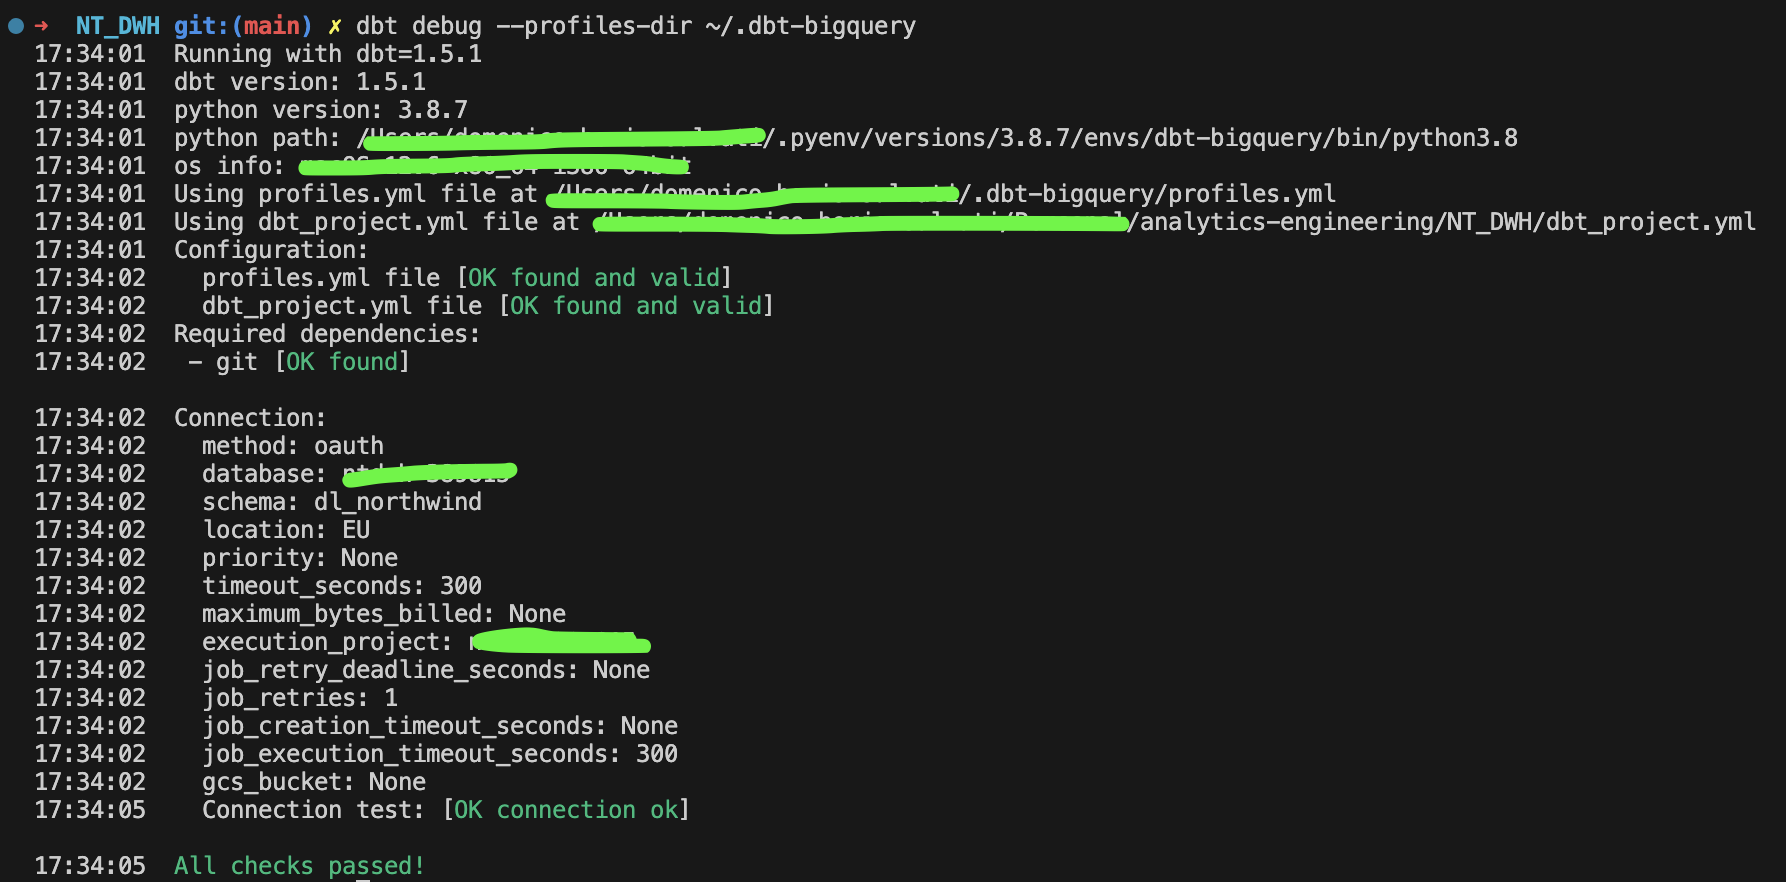 ➜ NT_DWH git:(main) ✗ dbt debug --profiles-dir ~/.dbt-bigquery
17:34:01 Running with dbt=1.5.1
17:34:01 dbt version: 1.5.1
17:34:01 python version: 3.8.7
17:34:01 python path: / /.pyenv/versions/3.8.7/envs/dbt-bigquery/bin/python3.8
17:34:01 os info:
17:34:01 Using profiles.yml file at /.dbt-bigquery/profiles.yml
17:34:01 Using dbt_project.yml file at /analytics-engineering/NT_DWH/dbt_project.yml
17:34:01 Configuration:
17:34:02 profiles.yml file [OK found and valid]
17:34:02 dbt_project.yml file [OK found and valid]
17:34:02 Required dependencies:
17:34:02 - git [OK found]
17:34:02 Connection:
17:34:02 method: oauth
17:34:02 database:
17:34:02 schema: dl_northwind
17:34:02 location: EU
17:34:02 priority: None
17:34:02 timeout_seconds: 300
17:34:02 maximum_bytes_billed: None
17:34:02 execution_project:
17:34:02 job_retry_deadline_seconds: None
17:34:02 job_retries: 1
17:34:02 job_creation_timeout_seconds: None
17:34:02 job_execution_timeout_seconds: 300
17:34:02 gcs_bucket: None
17:34:05 Connection test: [OK connection ok]
17:34:05 All checks passed!